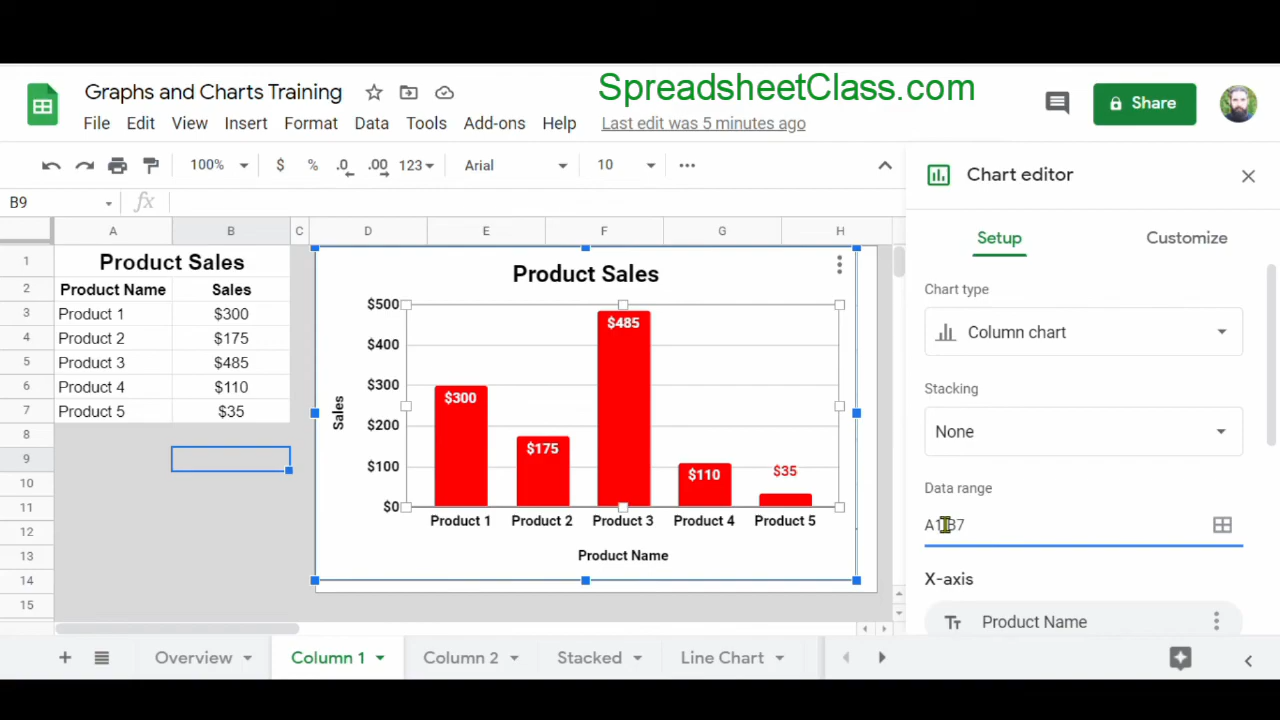 SpreadsheetClass.com
Graphs and Charts Training
Share
File Edit View Insert Format Data Tools Add-ons Help Last edit was 5 minutes ago
100% $ % .0 .00 123 Arial 10
Chart editor
B9 fx
Setup Customize
A B C D E F G H
1 Product Sales
2 Product Name Sales
3 Product 1 $300
4 Product 2 $175
5 Product 3 $485
6 Product 4 $110
7 Product 5 $35
8
9
10
11
12
13
14
15
Product Sales
$500
$400
$300
$200
$100
$0
Sales
$300
$175
$485
$110
$35
Product 1 Product 2 Product 3 Product 4 Product 5
Product Name
Chart type
Column chart
Stacking
None
Data range
A1:B7
X-axis
Tт Product Name
+ Overview Column 1 Column 2 Stacked Line Chart